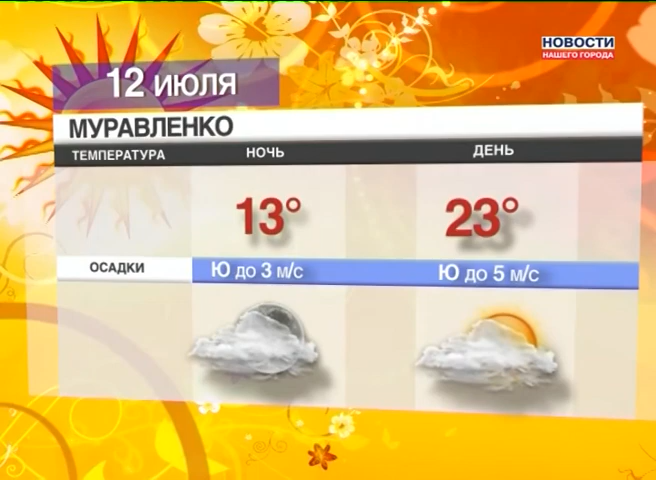 НОВОСТИ
НАШЕГО ГОРОДА
12 ИЮЛЯ
МУРАВЛЕНКО
ТЕМПЕРАТУРА НОЧЬ ДЕНЬ
13° 23°
ОСАДКИ Ю ДО 3 М/С Ю ДО 5 М/С